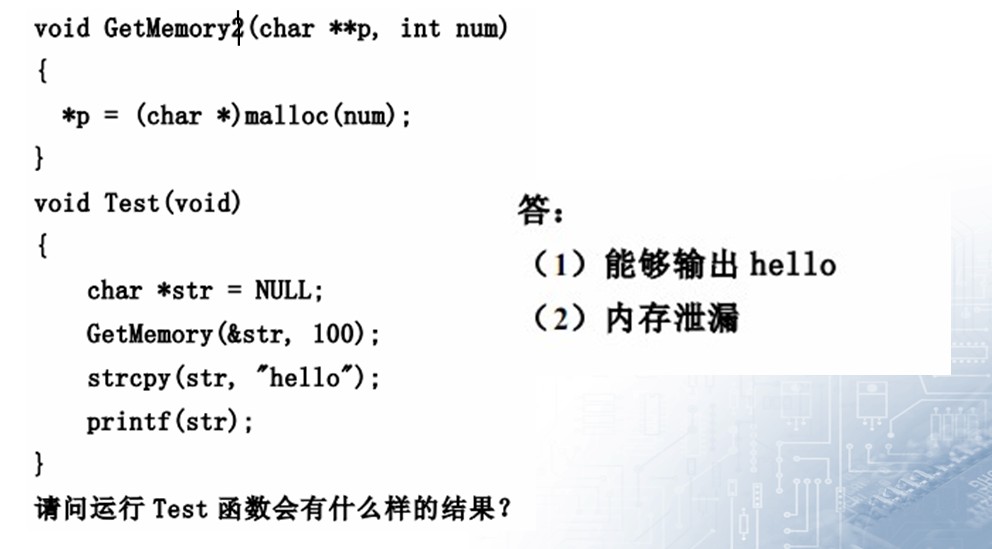 void GetMemory2(char **p, int num)
{
*p = (char *)malloc(num);
}
void Test(void)
{
char *str = NULL;
GetMemory(&str, 100);
strcpy(str, "hello");
printf(str);
}
请问运行 Test 函数会有什么样的结果？
答：
（1）能够输出 hello
（2）内存泄漏